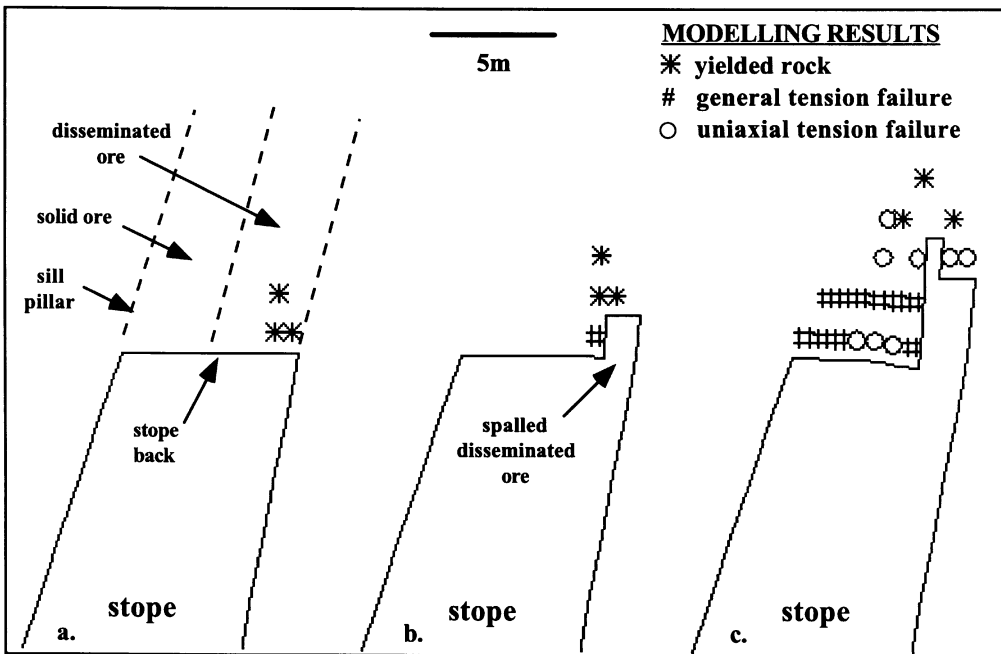 MODELLING RESULTS
yielded rock
# general tension failure
uniaxial tension failure
5m
disseminated
ore
solid ore
sill
pillar
stope
back
spalled
disseminated
ore
stope
a.
stope
b.
stope
c.